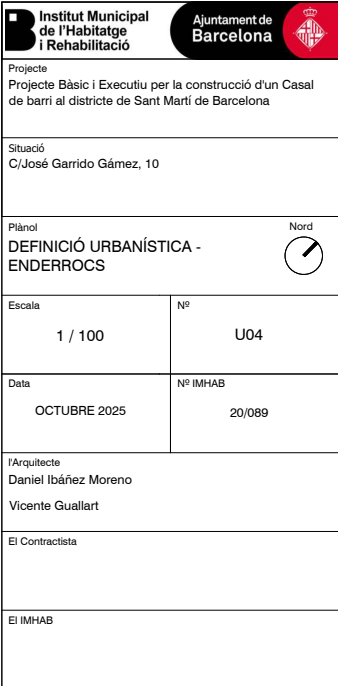 Institut Municipal
de l'Habitatge
i Rehabilitació
Ajuntament de
Barcelona
Projecte
Projecte Bàsic i Executiu per la construcció d'un Casal
de barri al districte de Sant Martí de Barcelona
Situació
C/José Garrido Gámez, 10
Plànol
Nord
DEFINICIÓ URBANÍSTICA -
ENDERROCS
Escala
Nº
1 / 100
U04
Data
Nº IMHAB
OCTUBRE 2025
20/089
l'Arquitecte
Daniel Ibáñez Moreno
Vicente Guallart
El Contractista
El IMHAB